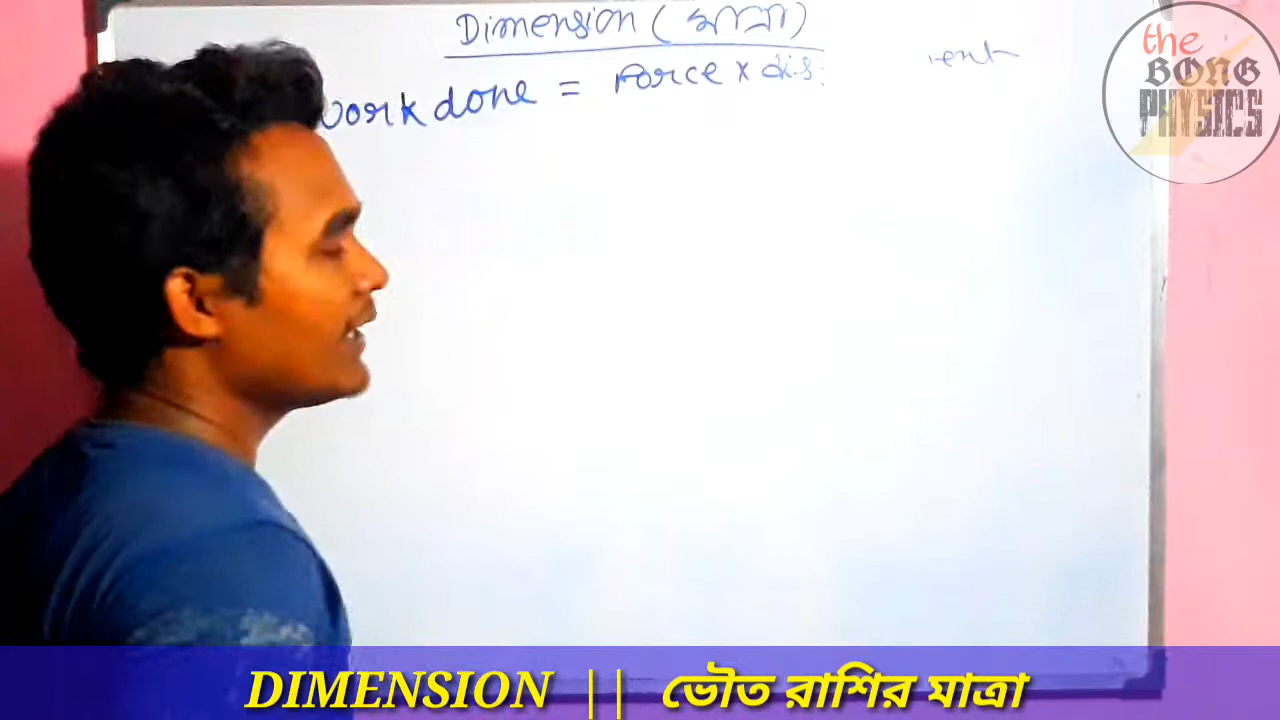 Dimension (মাত্রা)
work done = Force x dis
the
BONG
PHYSICS
DIMENSION || ভৌত রাশির মাত্রা